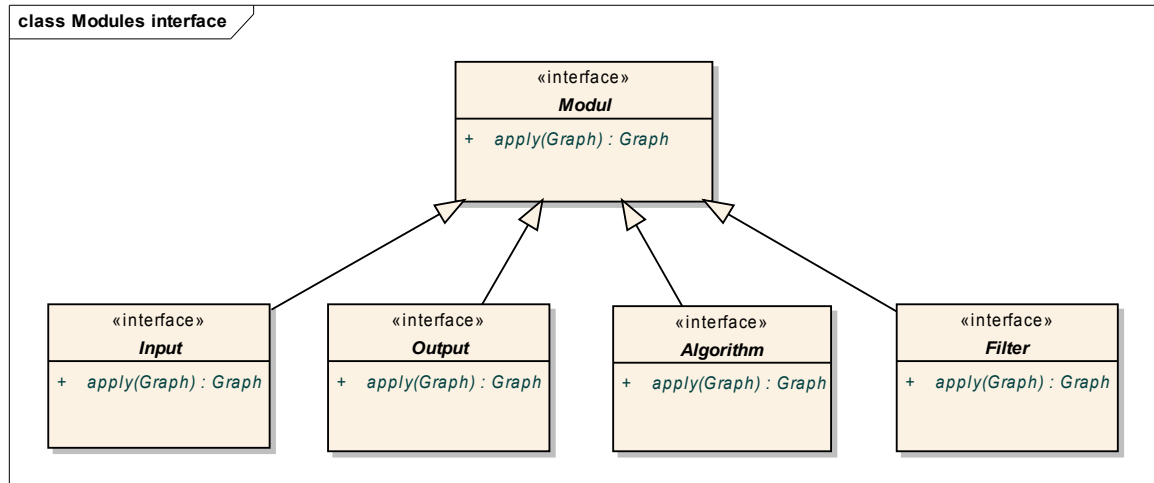 class Modules interface
«interface»
Modul
+ apply(Graph) : Graph
«interface»
Input
+ apply(Graph) : Graph
«interface»
Output
+ apply(Graph) : Graph
«interface»
Algorithm
+ apply(Graph) : Graph
«interface»
Filter
+ apply(Graph) : Graph